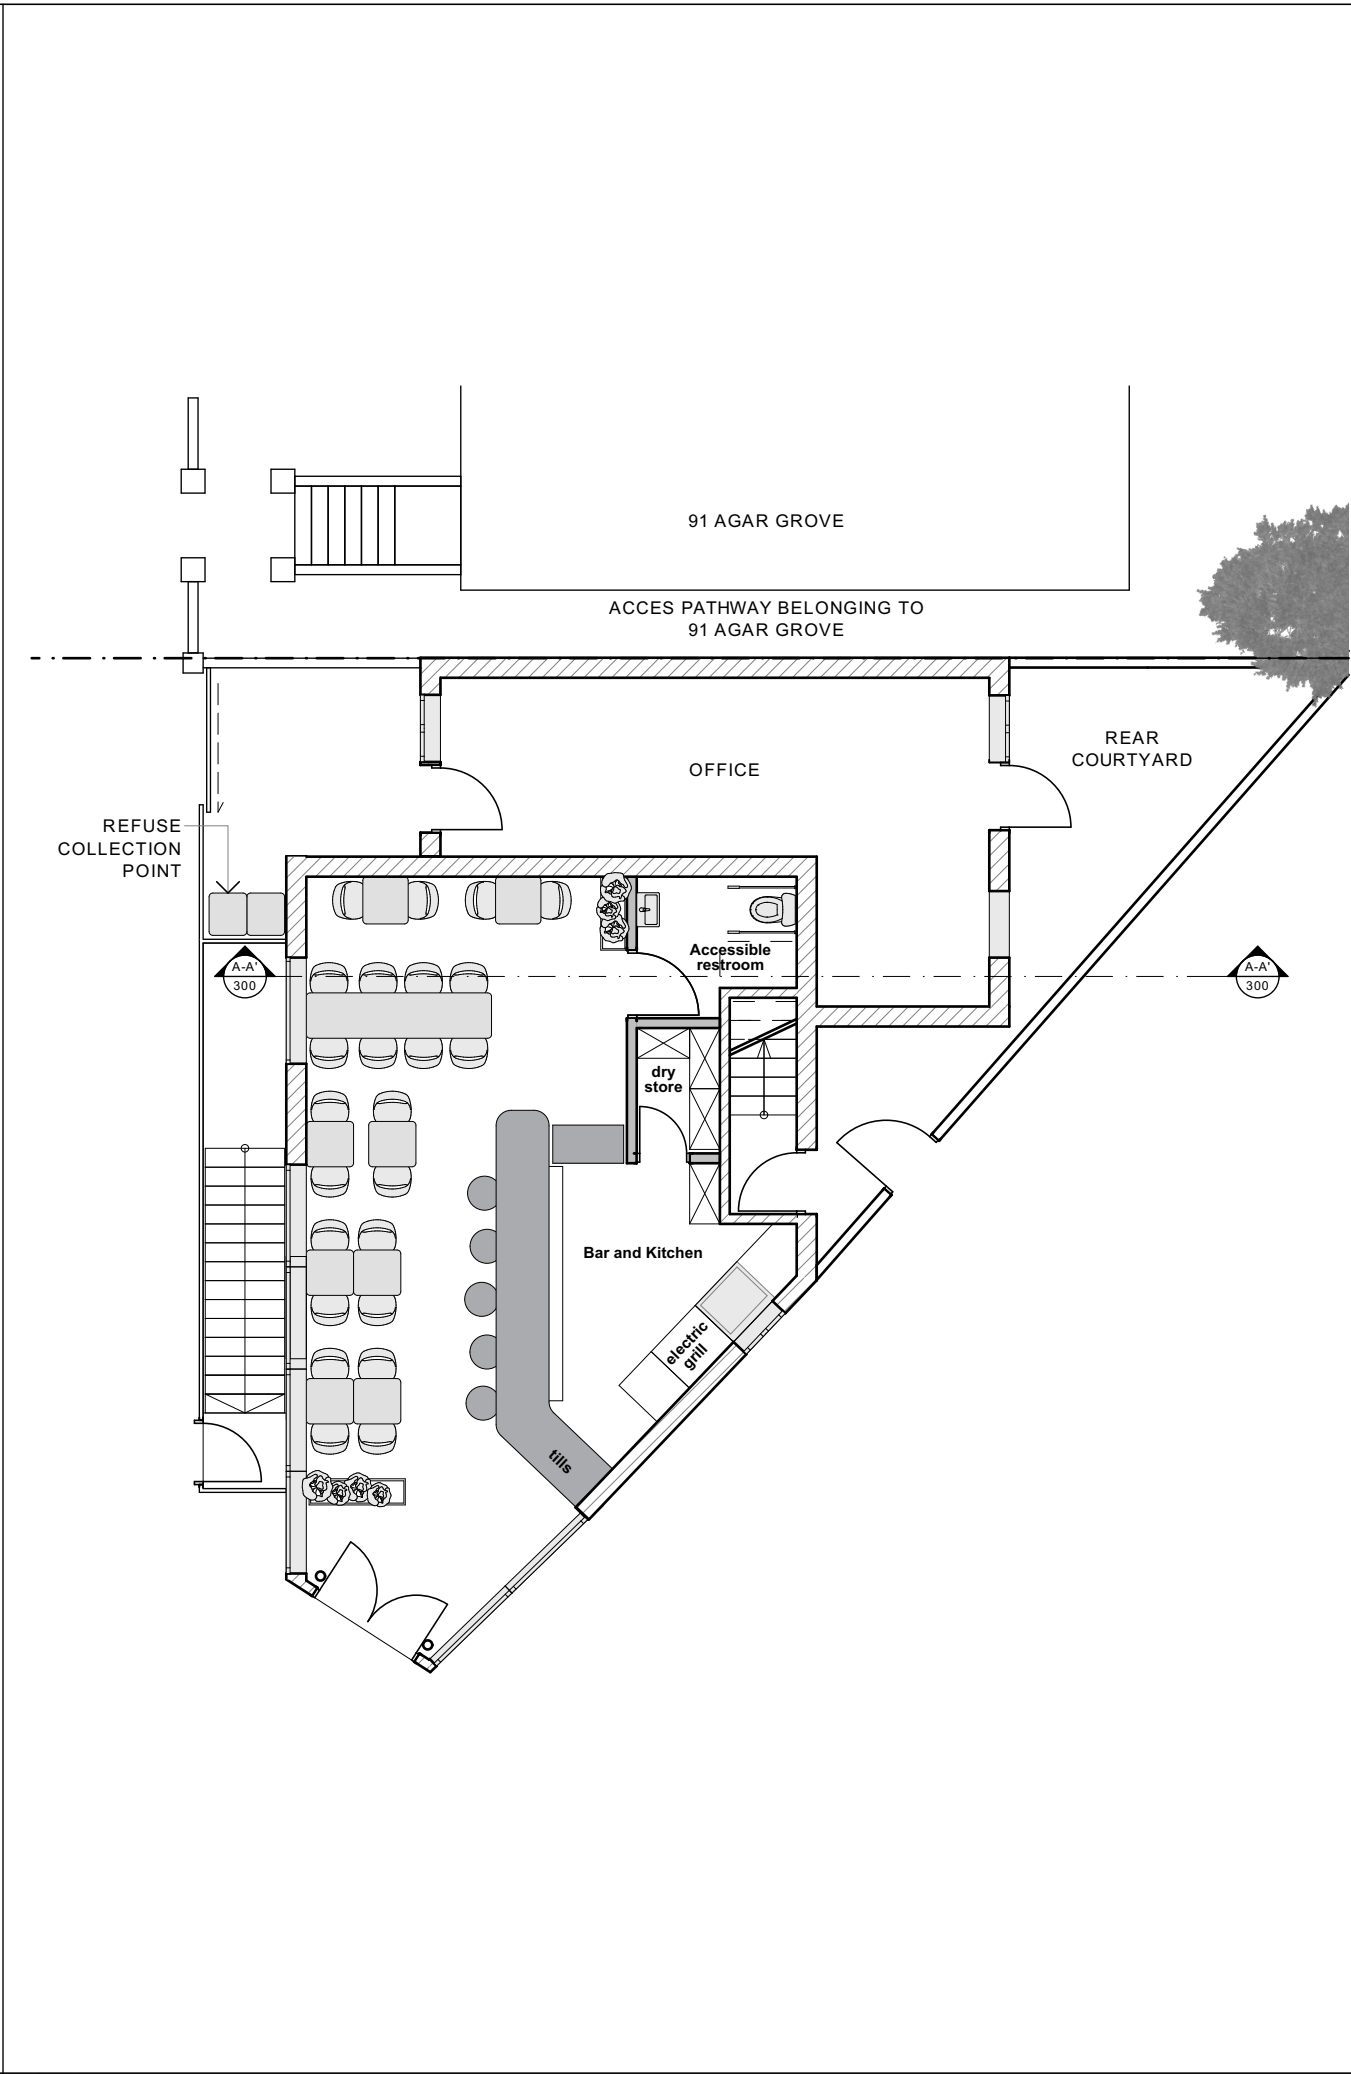 91 AGAR GROVE
ACCES PATHWAY BELONGING TO
91 AGAR GROVE
REAR
COURTYARD
OFFICE
REFUSE
COLLECTION
POINT
Accessible
restroom
A-A'
300
A-A'
300
dry
store
Bar and Kitchen
electric
grill
tills